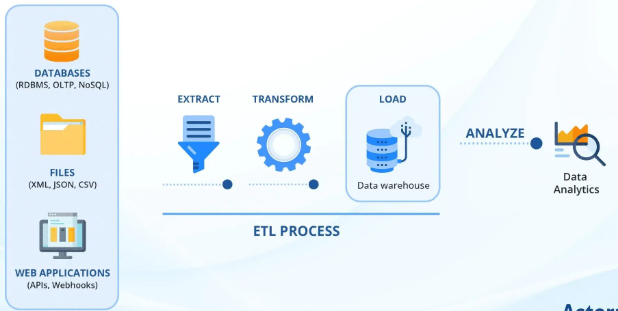 DATABASES
(RDBMS, OLTP, NoSQL)
FILES
(XML, JSON, CSV)
WEB APPLICATIONS
(APIs, Webhooks)
EXTRACT
TRANSFORM
LOAD
Data warehouse
ETL PROCESS
ANALYZE
Data
Analytics